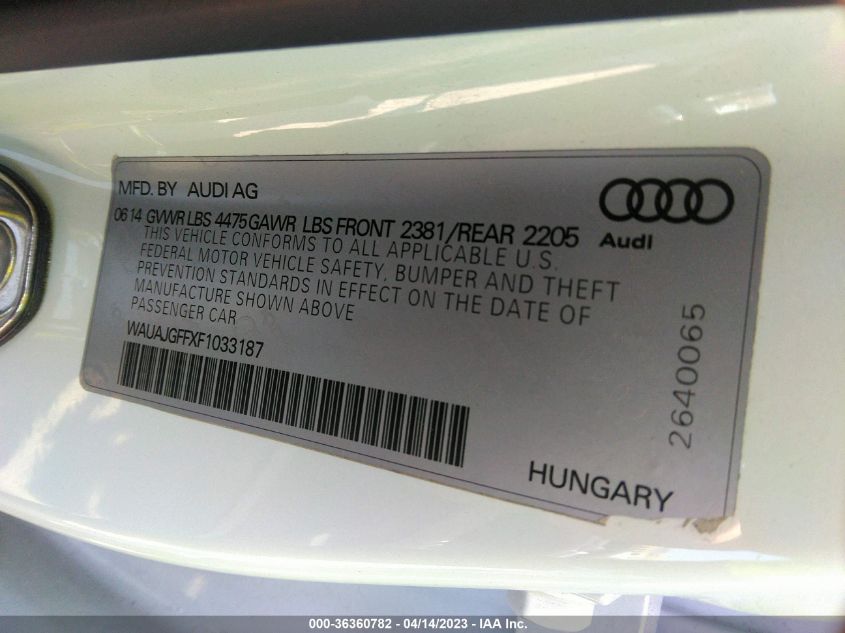 MFD. BY AUDI AG
06 14 GVWR LBS 4475 GAWR LBS FRONT 2381/REAR 2205
THIS VEHICLE CONFORMS TO ALL APPLICABLE U.S.
FEDERAL MOTOR VEHICLE SAFETY, BUMPER AND THEFT
PREVENTION STANDARDS IN EFFECT ON THE DATE OF
MANUFACTURE SHOWN ABOVE
PASSENGER CAR
WAUAJGFFXF1033187
Audi
2640065
HUNGARY
000-36360782 - 04/14/2023 - IAA Inc.